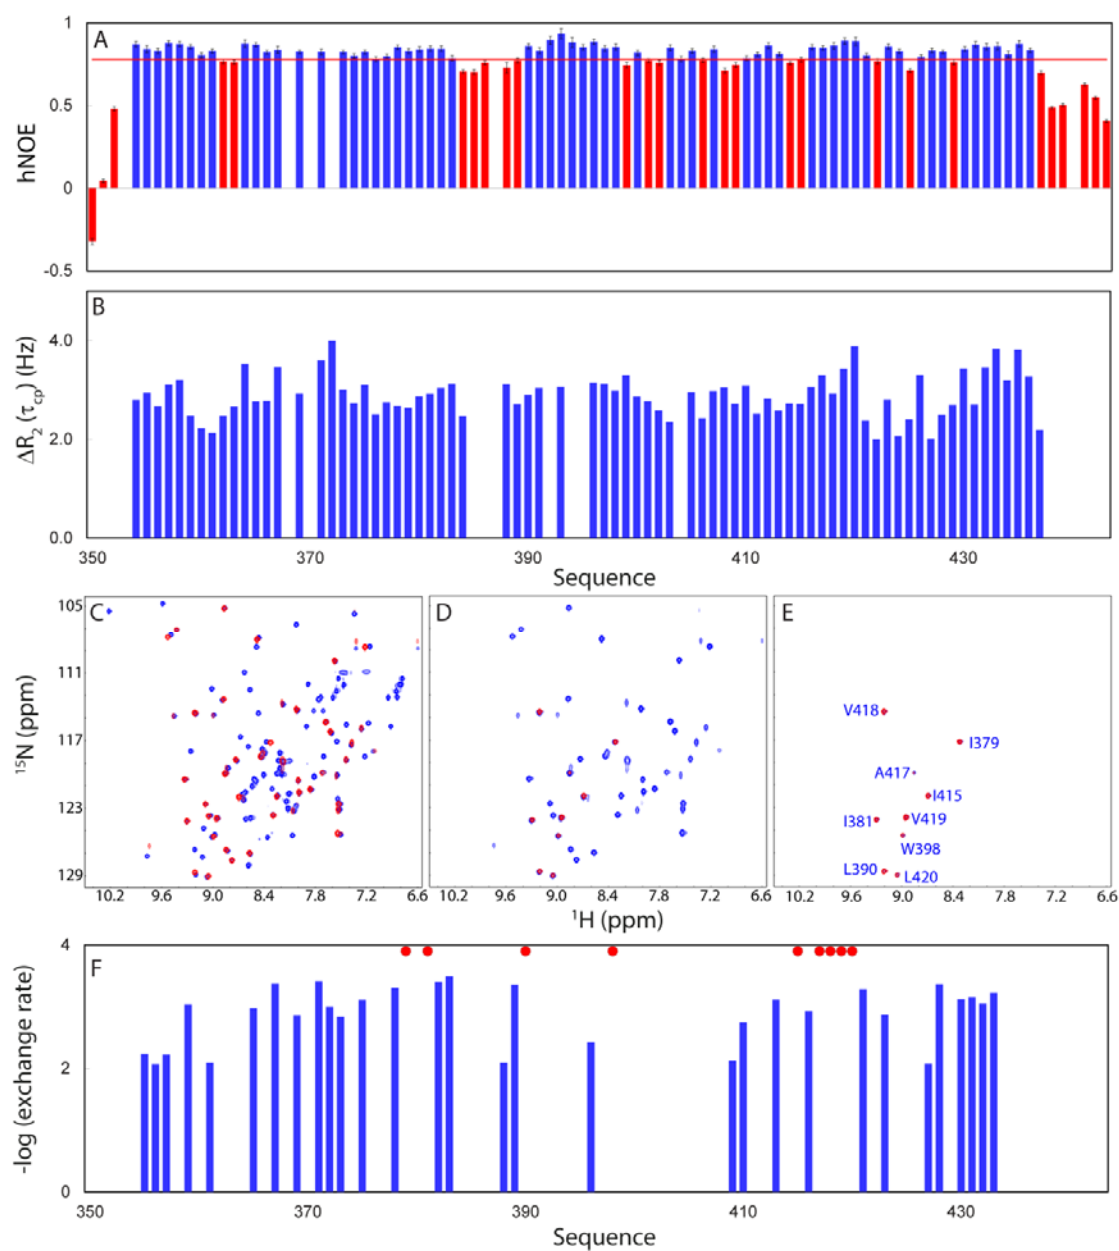 A
hNOE
1
0.5
0
-0.5
B
ΔR2 (τcp) (Hz)
4.0
2.0
0.0
350 370 390 410 430
Sequence
C D E
15N (ppm)
105
111
117
123
129
V418
I379
A417
I415
I381 V419
W398
L390
L420
10.2 9.6 9.0 8.4 7.8 7.2 6.6 10.2 9.6 9.0 8.4 7.8 7.2 6.6 10.2 9.6 9.0 8.4 7.8 7.2 6.6
1H (ppm)
F
-log (exchange rate)
4
2
0
350 370 390 410 430
Sequence